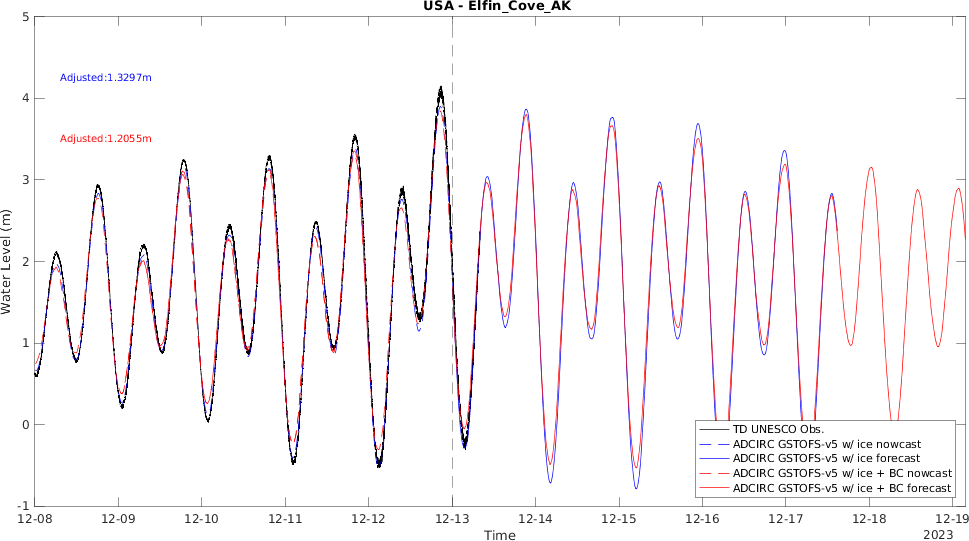 USA - Elfin_Cove_AK
5
4
3
2
1
0
-1
Water Level (m)
Adjusted:1.3297m
Adjusted:1.2055m
TD UNESCO Obs.
ADCIRC GSTOFS-v5 w/ ice nowcast
ADCIRC GSTOFS-v5 w/ ice forecast
ADCIRC GSTOFS-v5 w/ ice + BC nowcast
ADCIRC GSTOFS-v5 w/ ice + BC forecast
12-08 12-09 12-10 12-11 12-12 12-13 12-14 12-15 12-16 12-17 12-18 12-19
Time
2023